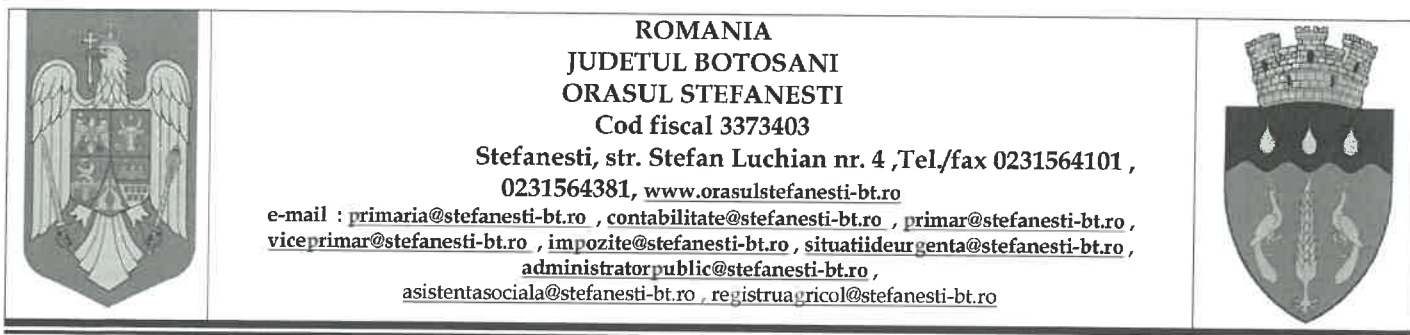 ROMANIA
JUDETUL BOTOSANI
ORASUL STEFANESTI
Cod fiscal 3373403
Stefanesti, str. Stefan Luchian nr. 4 ,Tel./fax 0231564101 ,
0231564381, www.orasulstefanesti-bt.ro
e-mail : primaria@stefanesti-bt.ro , contabilitate@stefanesti-bt.ro , primar@stefanesti-bt.ro ,
viceprimar@stefanesti-bt.ro , impozite@stefanesti-bt.ro , situatiideurgenta@stefanesti-bt.ro ,
administratorpublic@stefanesti-bt.ro ,
asistentasociala@stefanesti-bt.ro , registruagricol@stefanesti-bt.ro